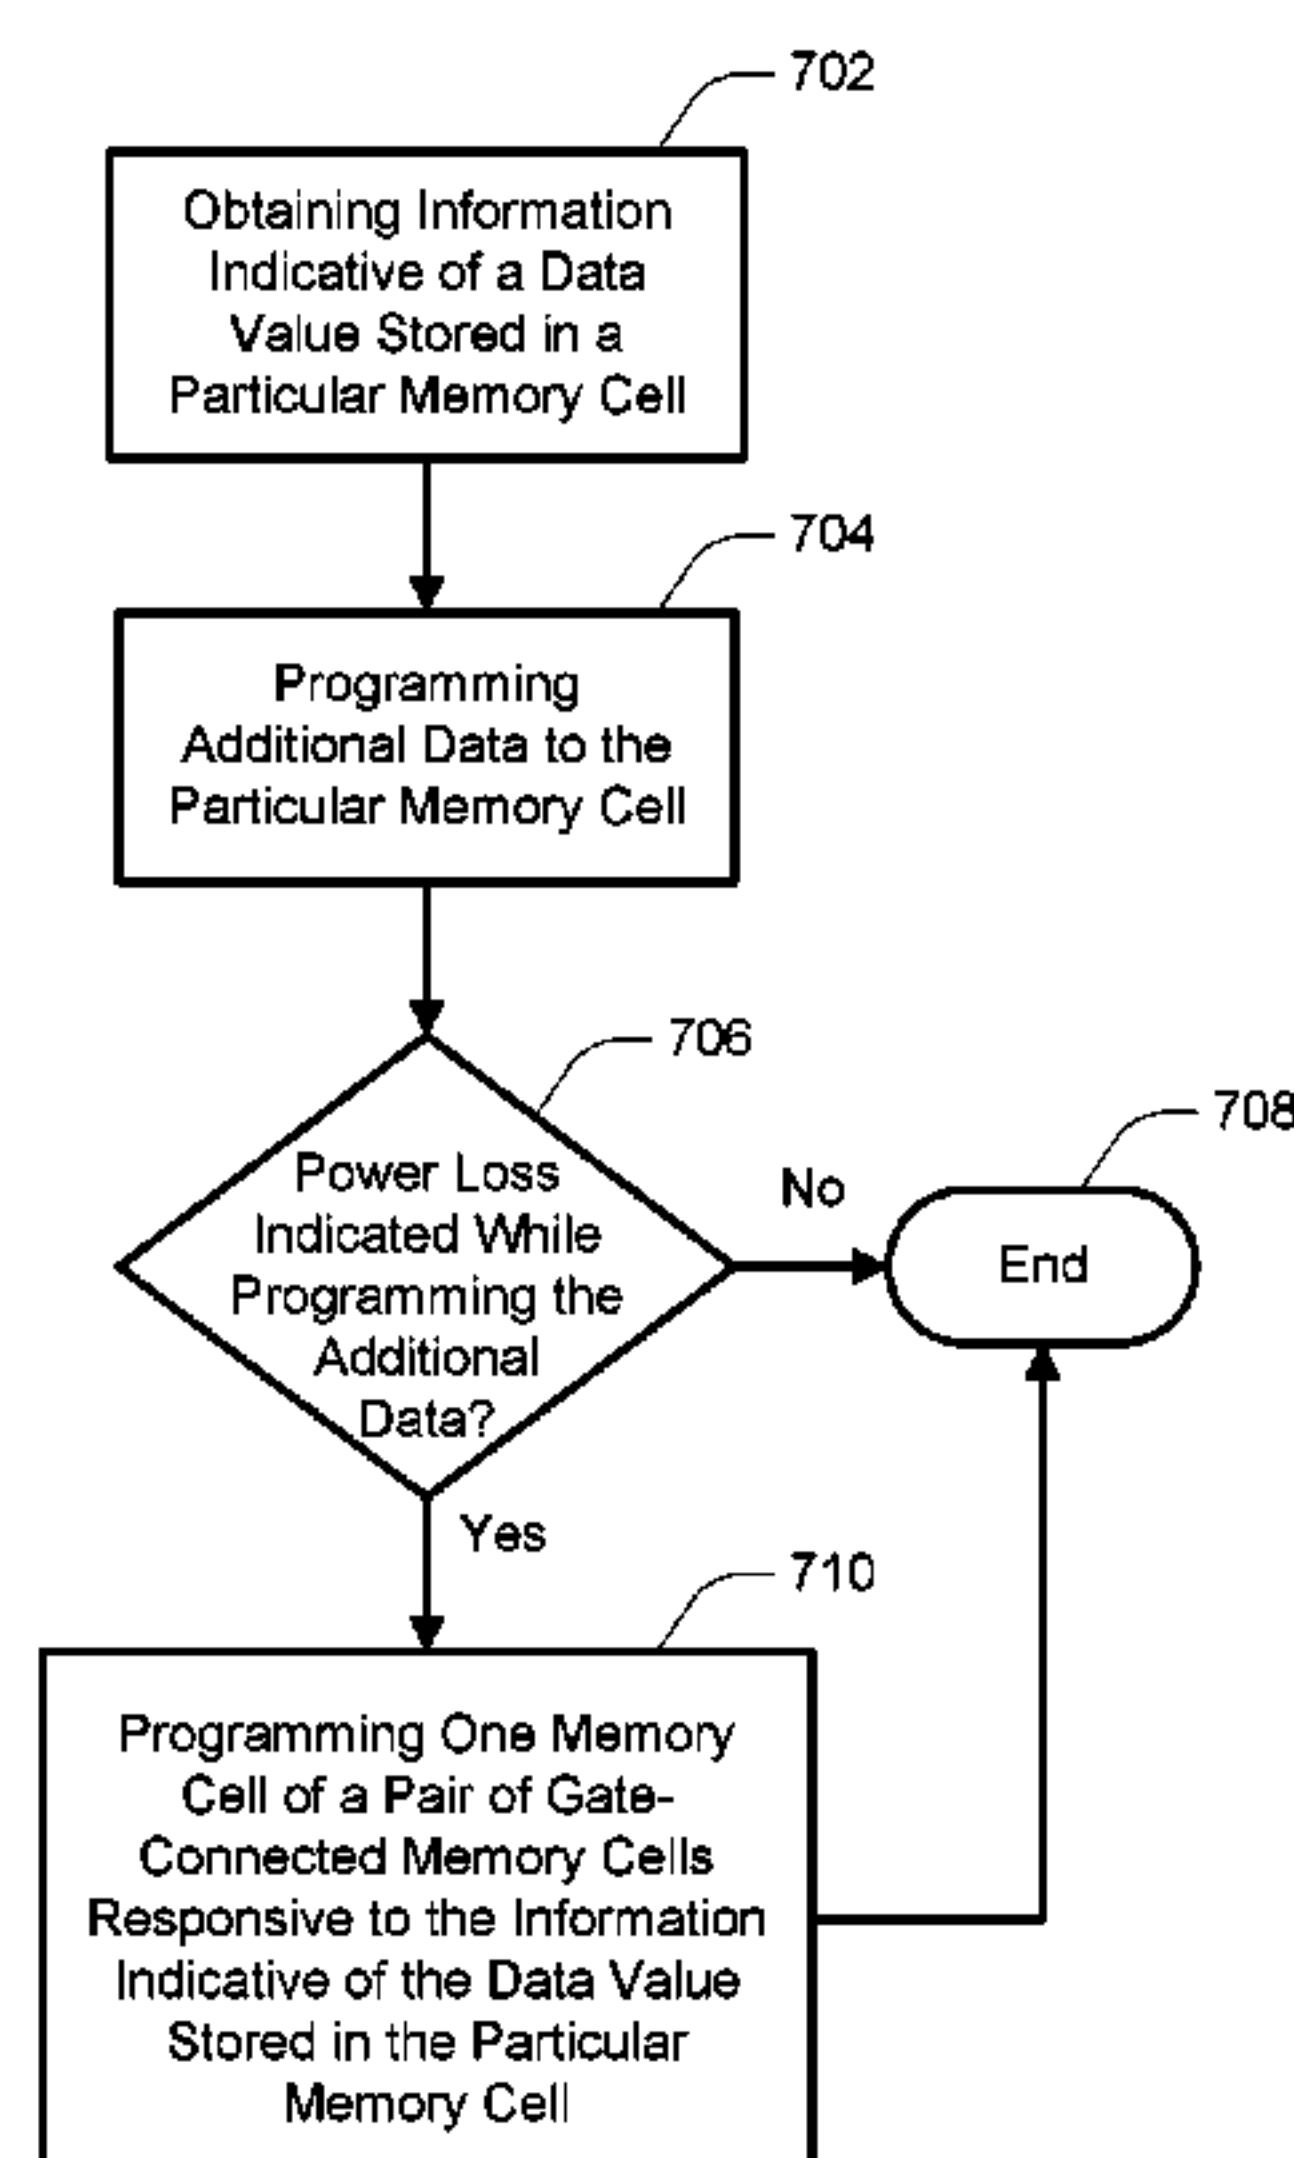 702
Obtaining Information
Indicative of a Data
Value Stored in a
Particular Memory Cell
704
Programming
Additional Data to the
Particular Memory Cell
706
Power Loss
Indicated While
Programming the
Additional
Data?
No
708
End
Yes
710
Programming One Memory
Cell of a Pair of Gate-
Connected Memory Cells
Responsive to the Information
Indicative of the Data Value
Stored in the Particular
Memory Cell